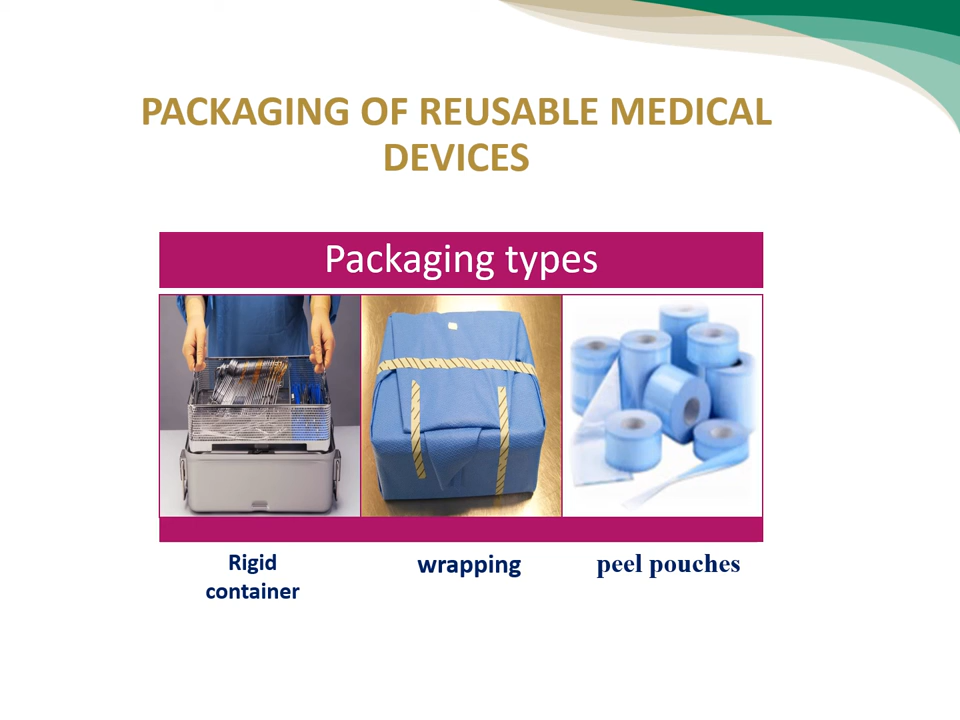 PACKAGING OF REUSABLE MEDICAL
DEVICES
Packaging types
Rigid
container
wrapping
peel pouches